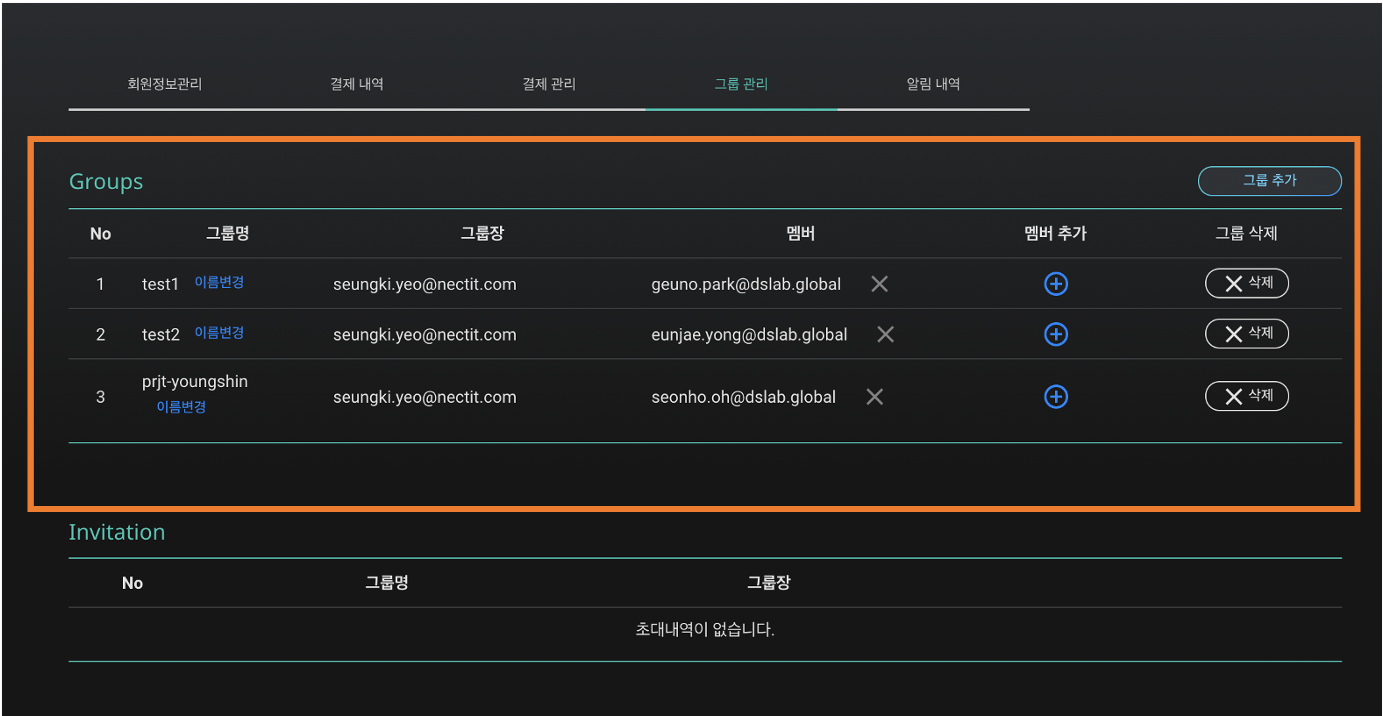 회원정보관리 결제 내역 결제 관리 그룹 관리 알림 내역
Groups 그룹 추가
No 그룹명 그룹장 멤버 멤버 추가 그룹 삭제
1 test1 이름변경 seungki.yeo@nectit.com geuno.park@dslab.global 삭제
2 test2 이름변경 seungki.yeo@nectit.com eunjae.yong@dslab.global 삭제
prjt-youngshin
3 이름변경 seungki.yeo@nectit.com seonho.oh@dslab.global 삭제
Invitation
No 그룹명 그룹장
초대내역이 없습니다.